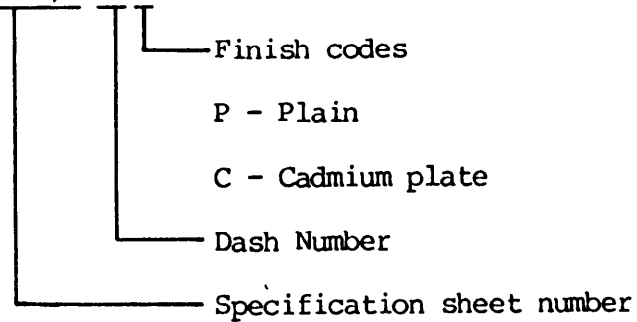 Finish codes
P - Plain
C - Cadmium plate
Dash Number
Specification sheet number